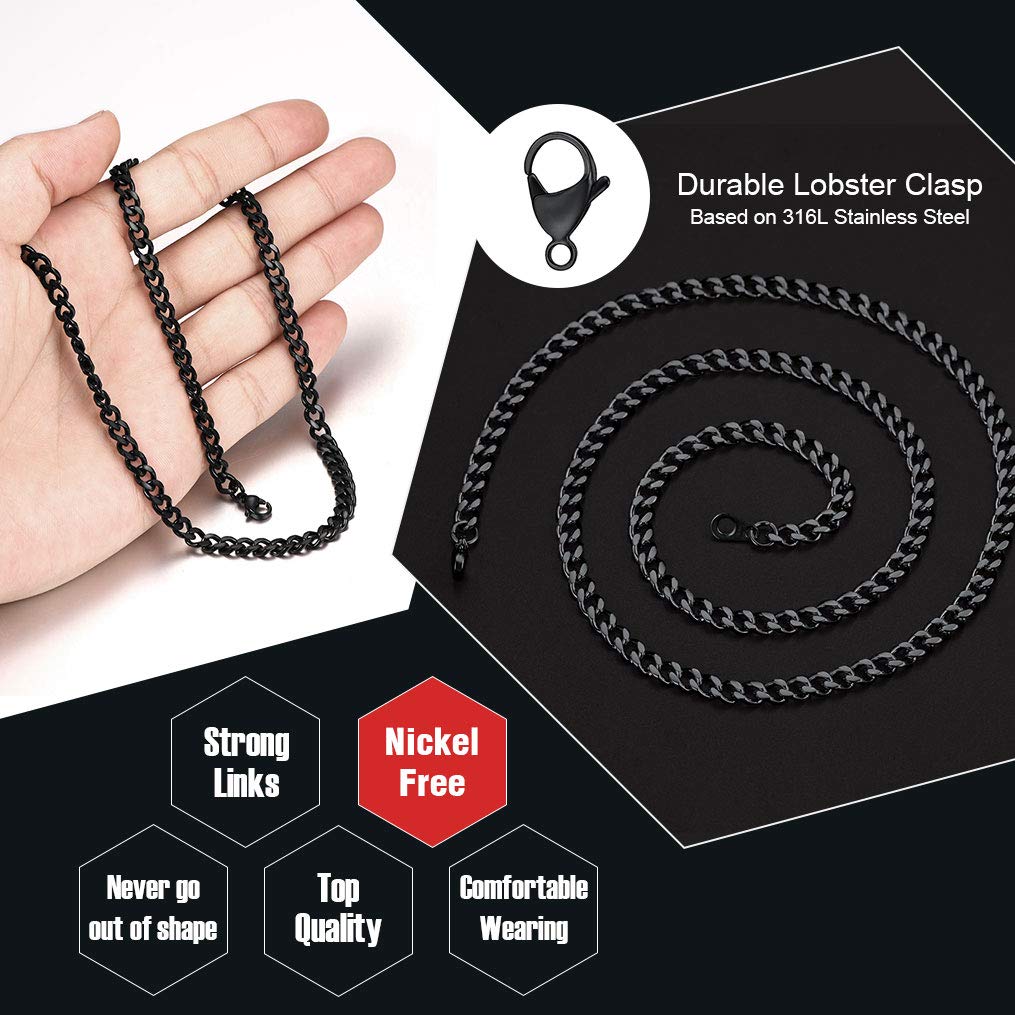 Durable Lobster Clasp
Based on 316L Stainless Steel
Strong
Links
Nickel
Free
Never go
out of shape
Top
Quality
Comfortable
Wearing